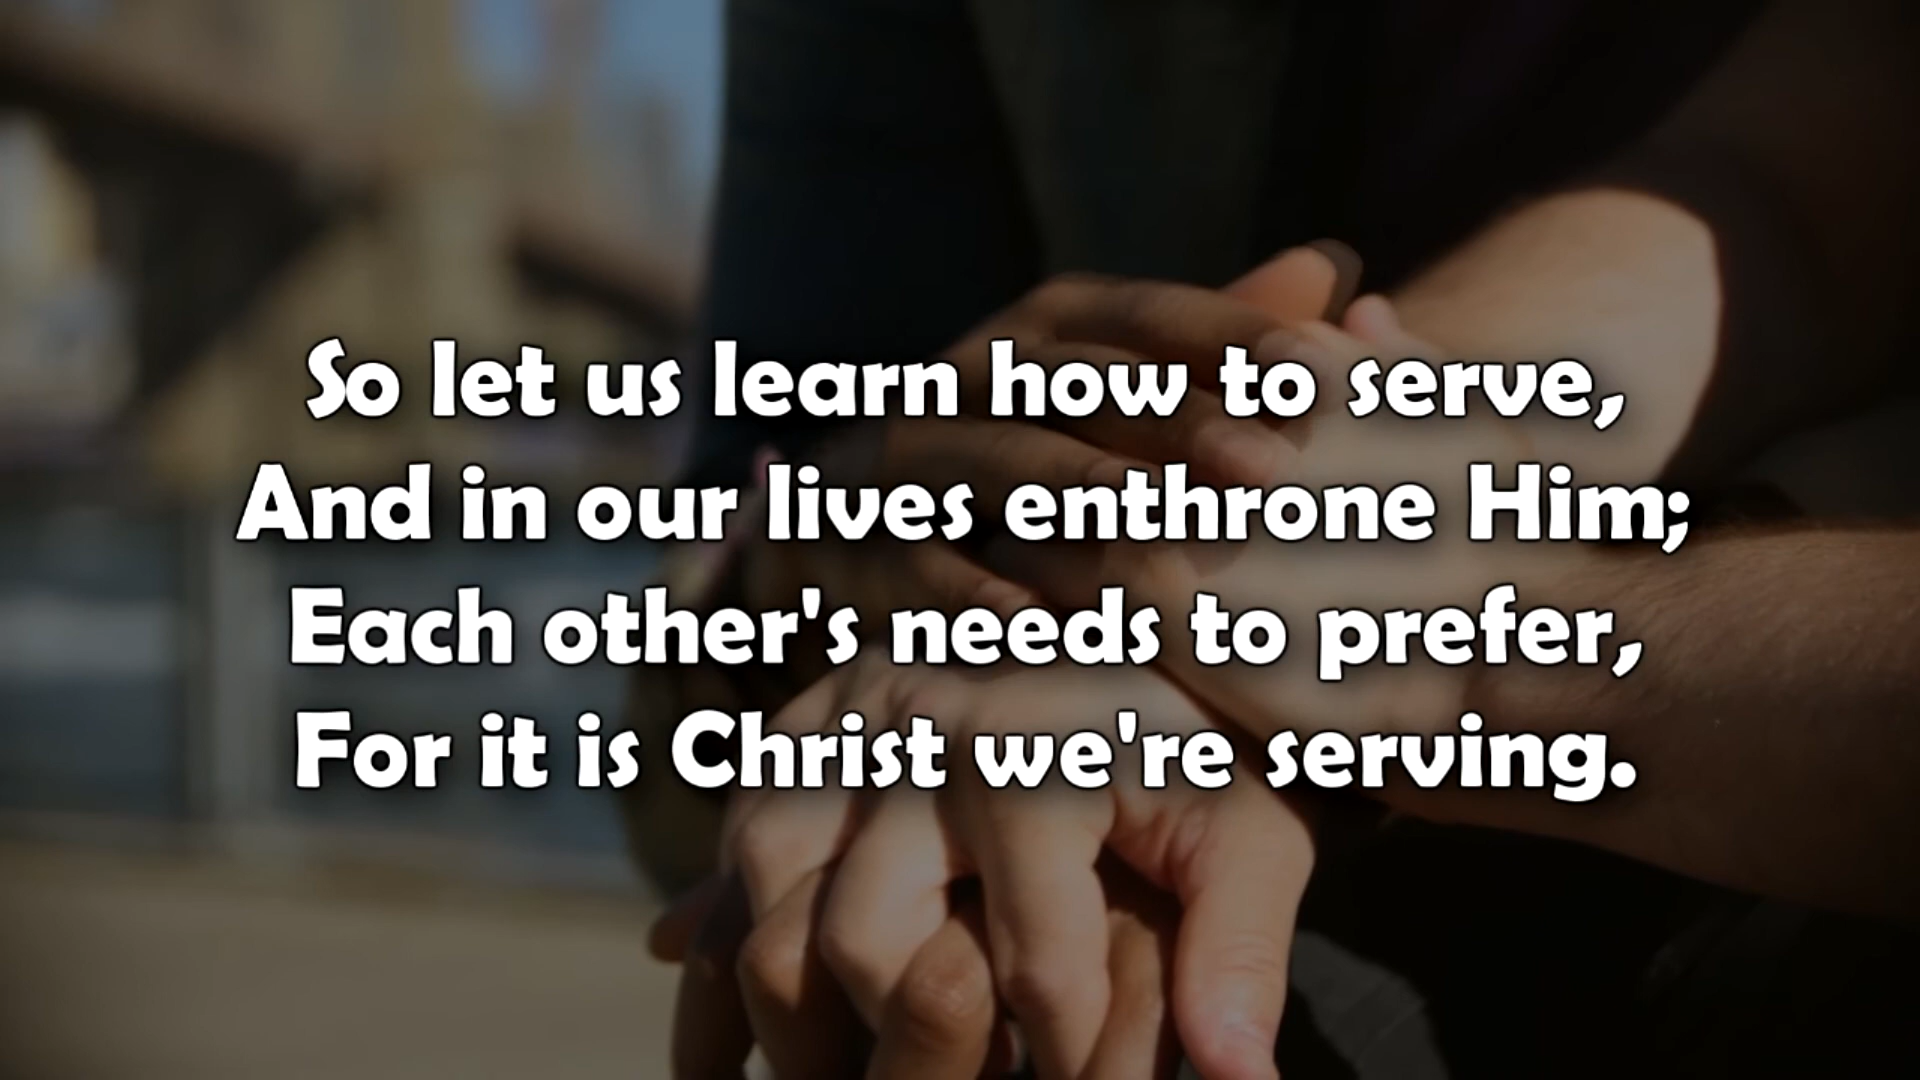 So let us learn how to serve,
And in our lives enthrone Him;
Each other's needs to prefer,
For it is Christ we're serving.